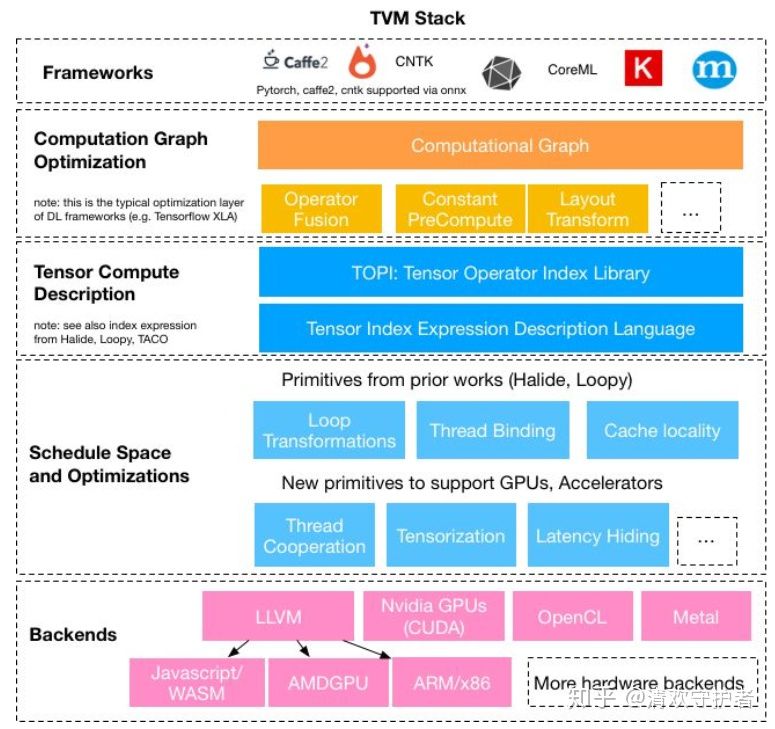 TVM Stack
Frameworks
Caffe2
CNTK
CoreML
K
m
Pytorch, caffe2, cntk supported via onnx
Computation Graph
Optimization
note: this is the typical optimization layer
of DL frameworks (e.g. Tensorflow XLA)
Computational Graph
Operator
Fusion
Constant
PreCompute
Layout
Transform
...
Tensor Compute
Description
note: see also index expression
from Halide, Loopy, TACO
TOPI: Tensor Operator Index Library
Tensor Index Expression Description Language
Schedule Space
and Optimizations
Primitives from prior works (Halide, Loopy)
Loop
Transformations
Thread Binding
Cache locality
New primitives to support GPUs, Accelerators
Thread
Cooperation
Tensorization
Latency Hiding
...
Backends
LLVM
Nvidia GPUs
(CUDA)
OpenCL
Metal
Javascript/
WASM
AMDGPU
ARM/x86
More hardware backends
知乎 @清欢守护者